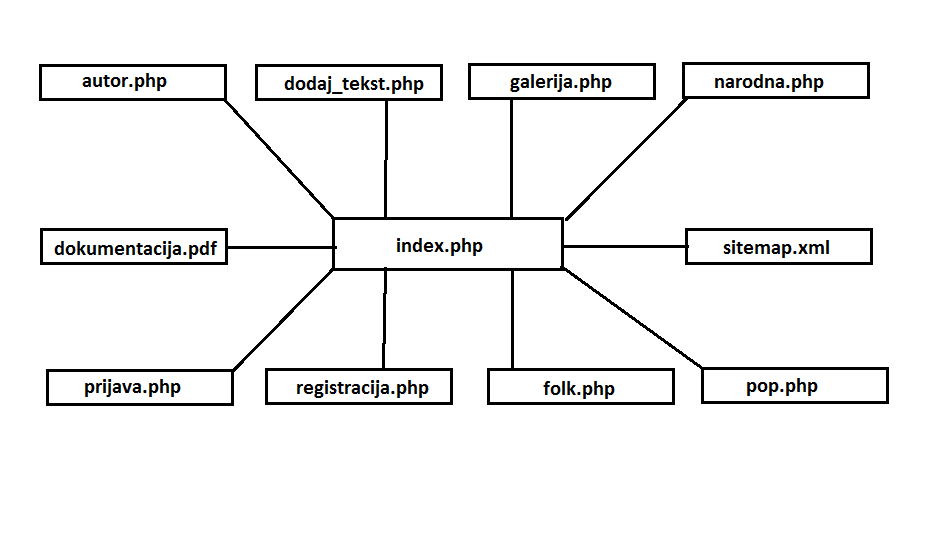 autor.php
dodaj_tekst.php
galerija.php
narodna.php
dokumentacija.pdf
index.php
sitemap.xml
prijava.php
registracija.php
folk.php
pop.php